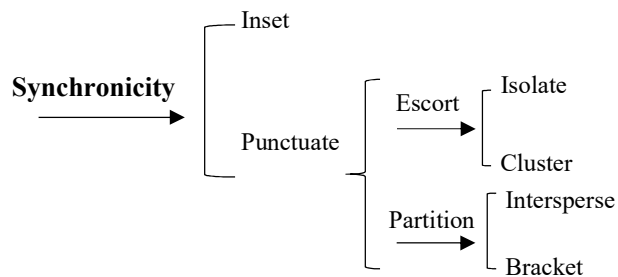 Inset
Synchronicity
Punctuate
Escort
Isolate
Cluster
Partition
Intersperse
Bracket